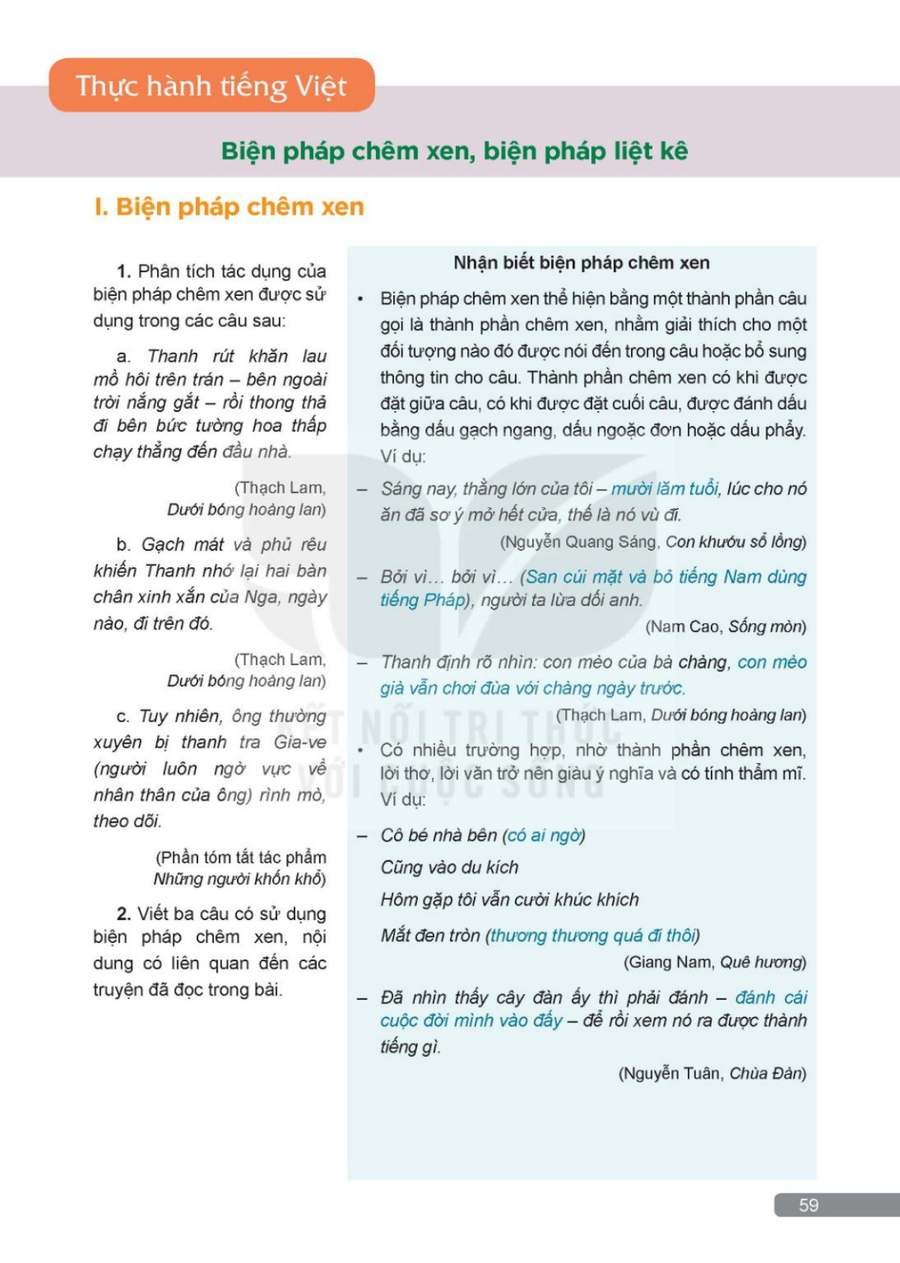 Thực hành tiếng Việt
Biện pháp chêm xen, biện pháp liệt kê
I. Biện pháp chêm xen
1. Phân tích tác dụng của
biện pháp chêm xen được sử
dụng trong các câu sau:
a. Thanh rút khăn lau
mồ hôi trên trán – bên ngoài
trời nắng gắt – rồi thong thả
đi bên bức tường hoa thấp
chạy thẳng đến đầu nhà.
(Thạch Lam,
Dưới bóng hoàng lan)
b. Gạch mát và phủ rêu
khiến Thanh nhớ lại hai bàn
chân xinh xắn của Nga, ngày
nào, đi trên đó.
(Thạch Lam,
Dưới bóng hoàng lan)
c. Tuy nhiên, ông thường
xuyên bị thanh tra Gia-ve
(người luôn ngờ vực về
nhân thân của ông) rình mò,
theo dõi.
(Phần tóm tắt tác phẩm
Những người khốn khổ)
2. Viết ba câu có sử dụng
biện pháp chêm xen, nội
dung có liên quan đến các
truyện đã đọc trong bài.
Nhận biết biện pháp chêm xen
• Biện pháp chêm xen thể hiện bằng một thành phần câu
gọi là thành phần chêm xen, nhằm giải thích cho một
đối tượng nào đó được nói đến trong câu hoặc bổ sung
thông tin cho câu. Thành phần chêm xen có khi được
đặt giữa câu, có khi được đặt cuối câu, được đánh dấu
bằng dấu gạch ngang, dấu ngoặc đơn hoặc dấu phẩy.
Ví dụ:
– Sáng nay, thằng lớn của tôi – mười lăm tuổi, lúc cho nó
ăn đã sơ ý mở hết cửa, thế là nó vù đi.
(Nguyễn Quang Sáng, Con khướu sổ lồng)
– Bởi vì... bởi vì... (San cúi mặt và bỏ tiếng Nam dùng
tiếng Pháp), người ta lừa dối anh.
(Nam Cao, Sống mòn)
– Thanh định rõ nhìn: con mèo của bà chàng, con mèo
già vẫn chơi đùa với chàng ngày trước.
(Thạch Lam, Dưới bóng hoàng lan)
• Có nhiều trường hợp, nhờ thành phần chêm xen,
lời thơ, lời văn trở nên giàu ý nghĩa và có tính thẩm mĩ.
Ví dụ:
– Cô bé nhà bên (có ai ngờ)
Cũng vào du kích
Hôm gặp tôi vẫn cười khúc khích
Mắt đen tròn (thương thương quá đi thôi)
(Giang Nam, Quê hương)
– Đã nhìn thấy cây đàn ấy thì phải đánh – đánh cái
cuộc đời mình vào đấy – để rồi xem nó ra được thành
tiếng gì.
(Nguyễn Tuân, Chùa Đàn)
KẾT NỐI TRI THỨC
VỚI CUỘC SỐNG
59